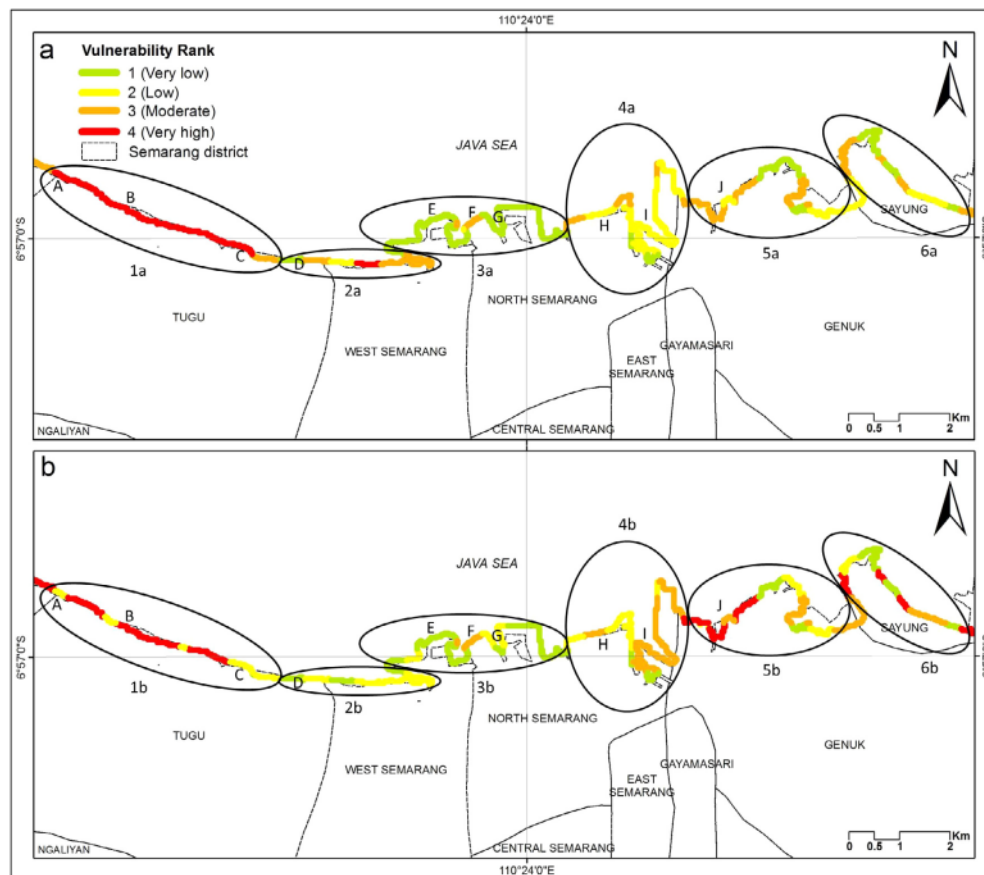 110°24'0"E
a
Vulnerability Rank
1 (Very low)
2 (Low)
3 (Moderate)
4 (Very high)
Semarang district
N
4a
JAVA SEA
A
B
C
D
E
F
G
H
I
J
SAYUNG
6°57'0"S
1a
2a
3a
5a
6a
TUGU
NORTH SEMARANG
WEST SEMARANG
GENUK
GAYAMASARI
EAST
SEMARANG
NGALIYAN
CENTRAL SEMARANG
Km
0 0.5 1 2
b
N
4b
JAVA SEA
A
B
C
D
E
F
G
H
I
J
SAYUNG
6°57'0"S
1b
2b
3b
5b
6b
TUGU
NORTH SEMARANG
WEST SEMARANG
GENUK
GAYAMASARI
EAST
SEMARANG
NGALIYAN
CENTRAL SEMARANG
Km
0 0.5 1 2
110°24'0"E